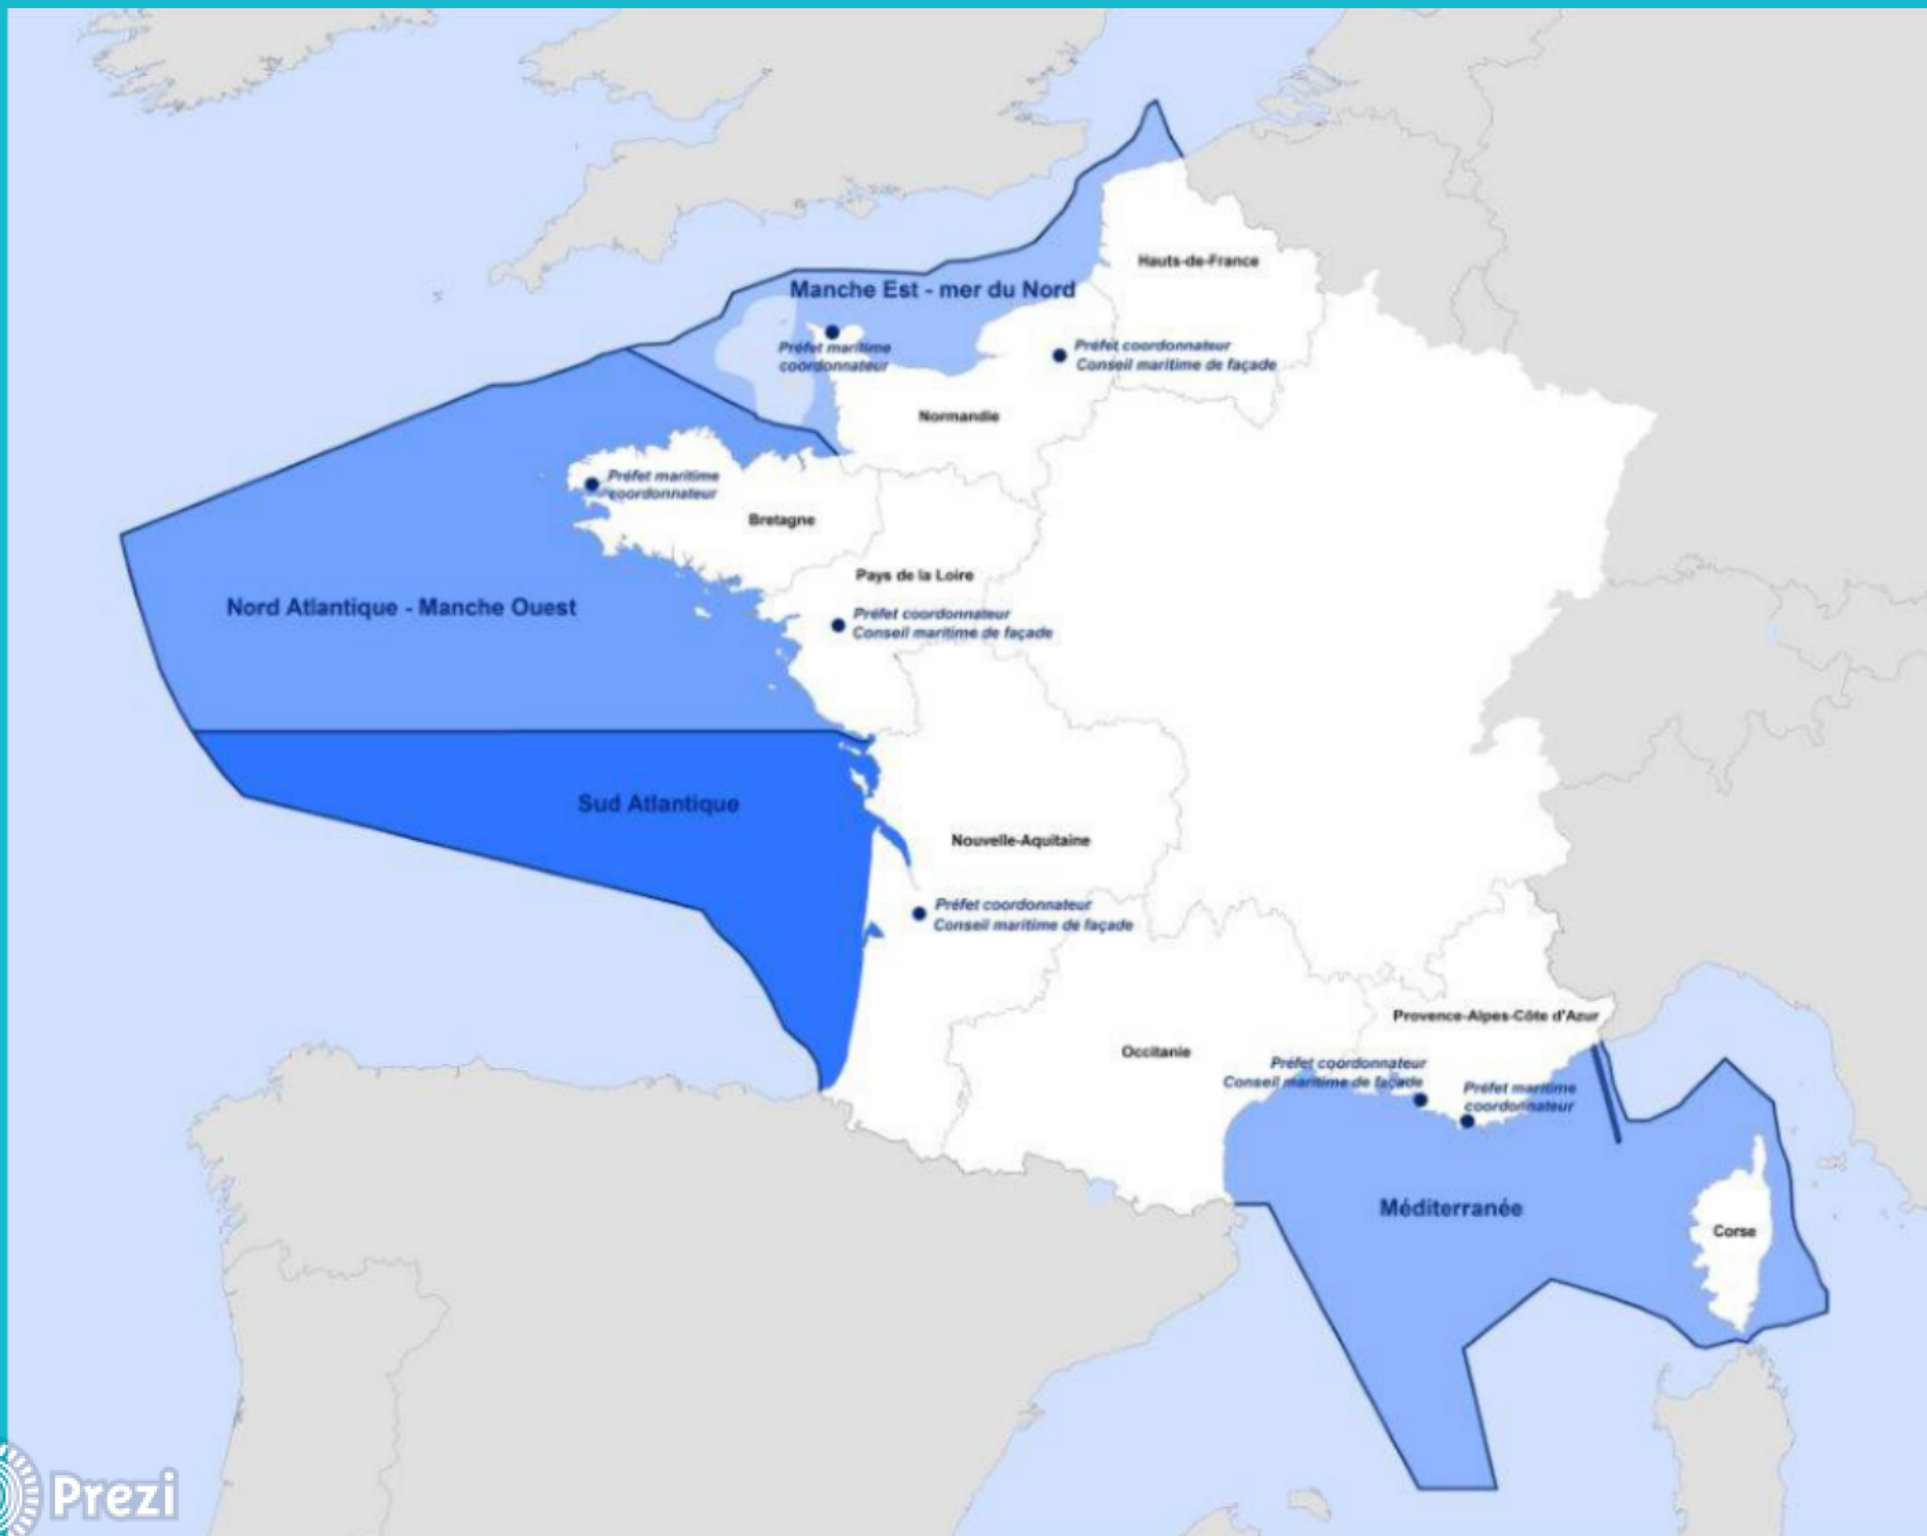 Hauts-de-France
Manche Est - mer du Nord
Préfet maritime
coordonnateur
Préfet coordonnateur
Conseil maritime de façade
Normandie
Préfet maritime
coordonnateur
Bretagne
Pays de la Loire
Nord Atlantique - Manche Ouest
Préfet coordonnateur
Conseil maritime de façade
Sud Atlantique
Nouvelle-Aquitaine
Préfet coordonnateur
Conseil maritime de façade
Provence-Alpes-Côte d'Azur
Occitanie
Préfet coordonnateur
Conseil maritime de façade
Préfet maritime
coordonnateur
Méditerranée
Corse
Prezi